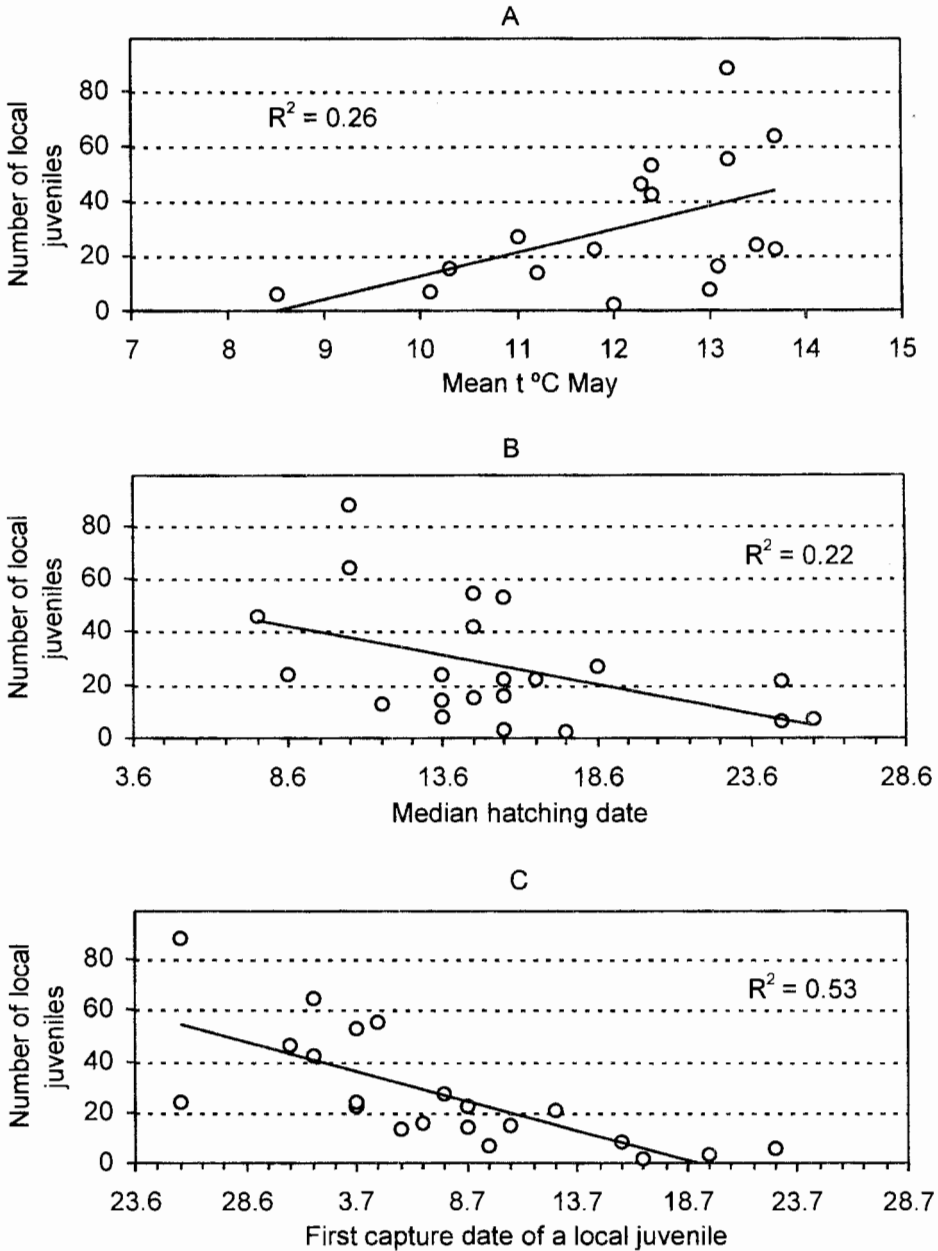 A
Number of local
juveniles
80
60
40
20
0
R² = 0.26
7 8 9 10 11 12 13 14 15
Mean t ºC May
B
Number of local
juveniles
80
60
40
20
0
R² = 0.22
3.6 8.6 13.6 18.6 23.6 28.6
Median hatching date
C
Number of local
juveniles
80
60
40
20
0
R² = 0.53
23.6 28.6 3.7 8.7 13.7 18.7 23.7 28.7
First capture date of a local juvenile